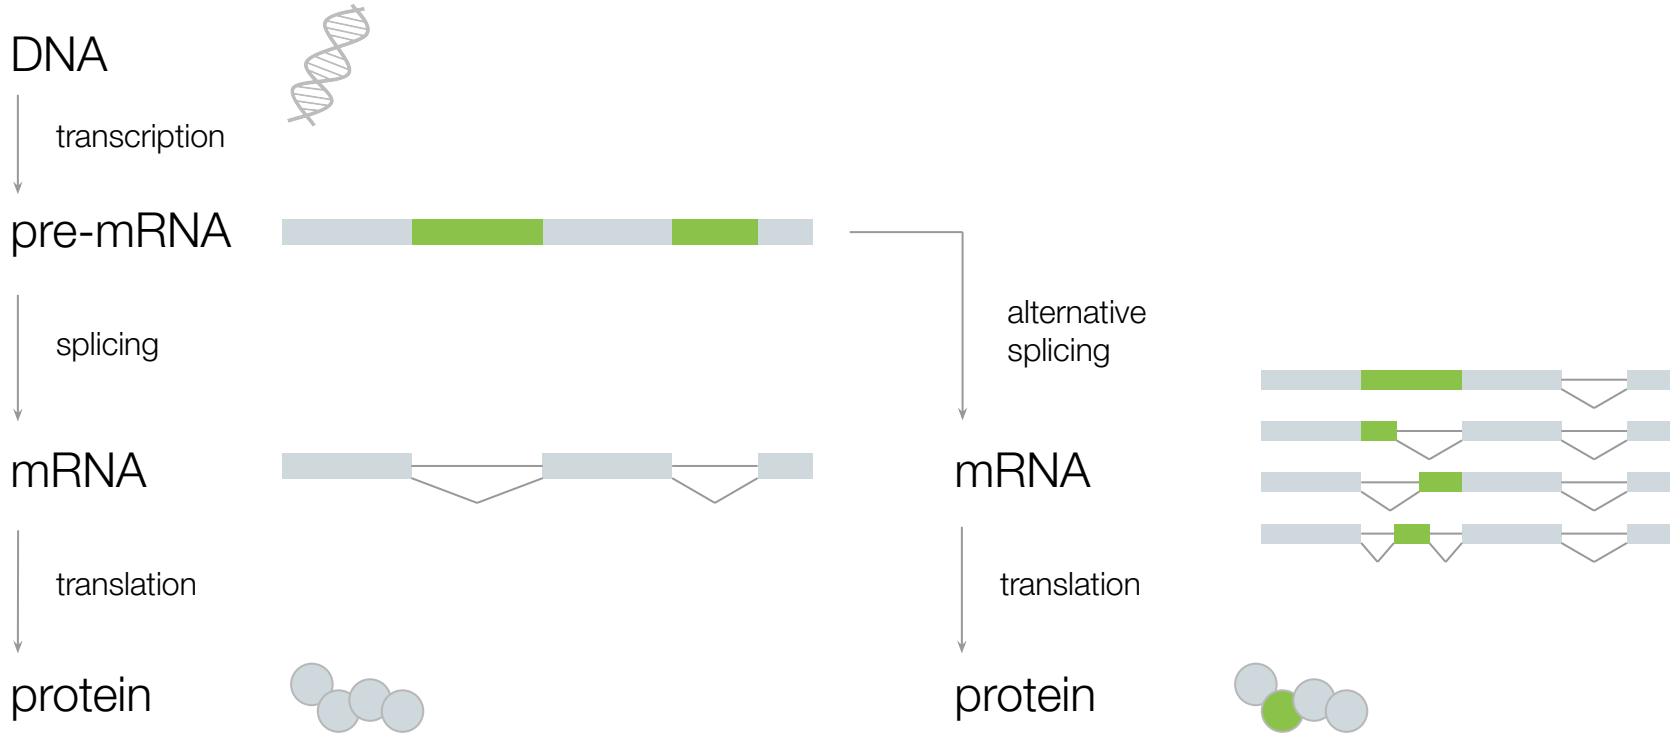 DNA
transcription
pre-mRNA
splicing
mRNA
translation
protein
alternative
splicing
mRNA
translation
protein